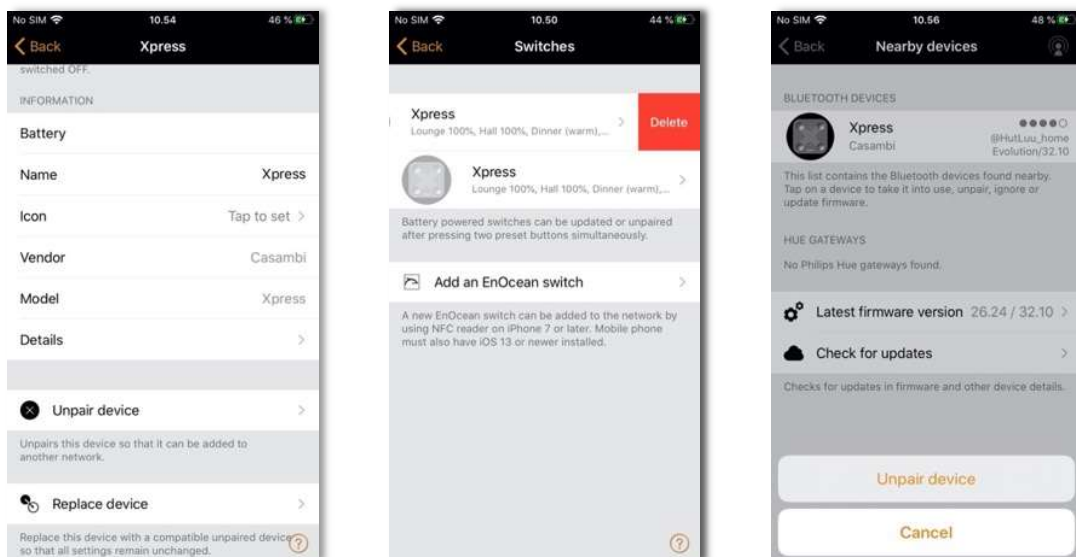 No SIM 10.54 46 %
Back Xpress
switched OFF.
INFORMATION
Battery
Name Xpress
Icon Tap to set
Vendor Casambi
Model Xpress
Details
Unpair device
Unpairs this device so that it can be added to
another network.
Replace device
Replace this device with a compatible unpaired device
so that all settings remain unchanged.
?
No SIM 10.50 44 %
Back Switches
Xpress
Lounge 100%, Hall 100%, Dinner (warm),...
Delete
Xpress
Lounge 100%, Hall 100%, Dinner (warm),...
Battery powered switches can be updated or unpaired
after pressing two preset buttons simultaneously.
Add an EnOcean switch
A new EnOcean switch can be added to the network by
using NFC reader on iPhone 7 or later. Mobile phone
must also have iOS 13 or newer installed.
?
No SIM 10.56 48 %
Back Nearby devices
BLUETOOTH DEVICES
Xpress
Casambi
@HutLuu_home
Evolution/32.10
This list contains the Bluetooth devices found nearby.
Tap on a device to take it into use, unpair, ignore or
update firmware.
HUE GATEWAYS
No Philips Hue gateways found.
Latest firmware version 26.24 / 32.10
Check for updates
Checks for updates in firmware and other device details.
Unpair device
Cancel